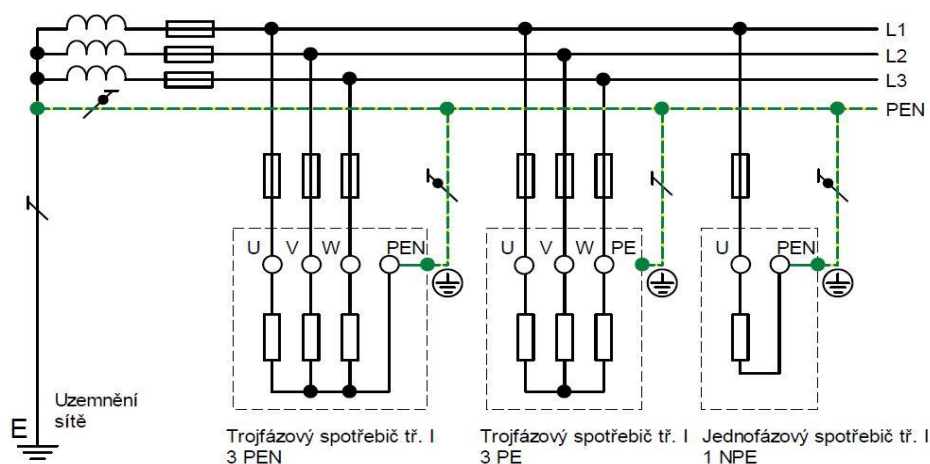 L1
L2
L3
PEN
U V W PEN
U V W PE
U PEN
E
Uzemnění
sítě
Trojfázový spotřebič tř. I
3 PEN
Trojfázový spotřebič tř. I
3 PE
Jednofázový spotřebič tř. I
1 NPE